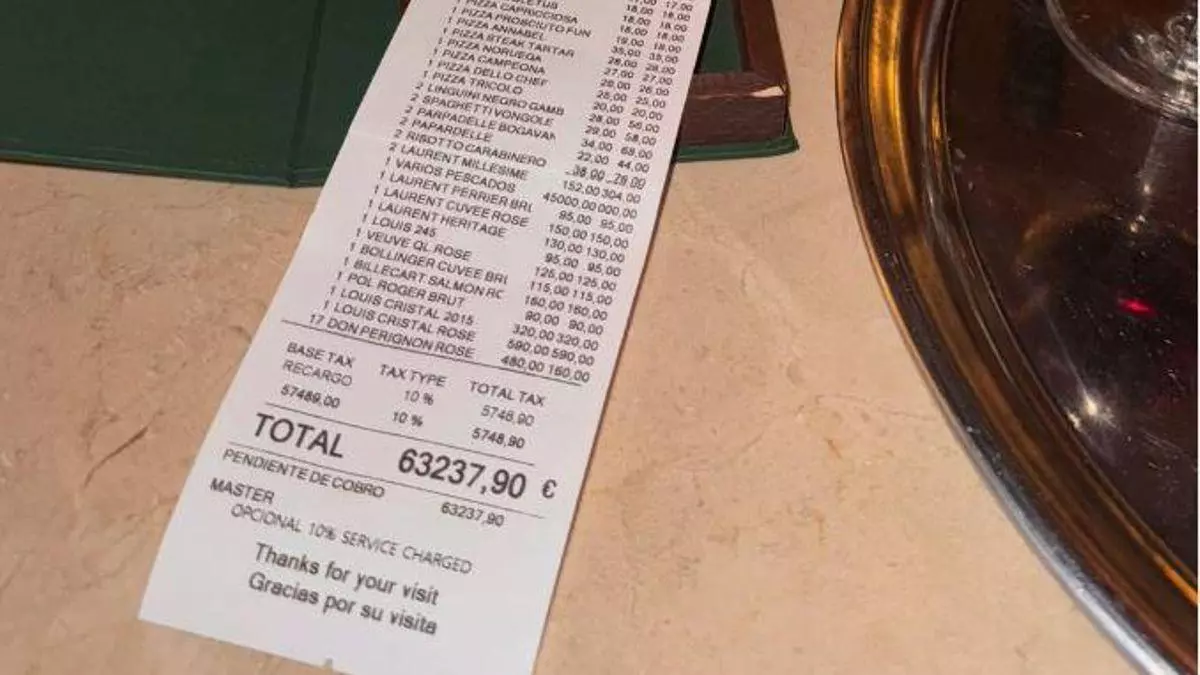 LETUS 18,00 18,00
1 PIZZA CAPRICCIOSA 18,00 18,00
1 PIZZA PROSCIUTO FUN 19,00 18,00
1 PIZZA ANNABEL 35,00 35,00
1 PIZZA STEAK TARTAR 28,00 28,00
1 PIZZA NORUEGA 27,00 27,00
1 PIZZA CAMPEONA 26,00 26,00
1 PIZZA DELLO CHEF 25,00 25,00
1 PIZZA TRICOLO 20,00 20,00
2 LINGUINI NEGRO GAMB 28,00 56,00
2 SPAGHETTI VONGOLE 29,00 58,00
2 PARPADELLE BOGAVAN 34,00 68,00
2 PAPARDELLE 22,00 44,00
2 RISOTTO CARABINERO
2 LAURENT MILLESIME 152,00 304,00
1 VARIOS PESCADOS 45000,00 000,00
1 LAURENT PERRIER BRU 95,00 95,00
1 LAURENT CUVEE ROSE 150,00 150,00
1 LAURENT HERITAGE 130,00 130,00
1 LOUIS 245 95,00 95,00
1 VEUVE QL ROSE 125,00 125,00
1 BOLLINGER CUVEE BRI 115,00 115,00
1 BILLECART SALMON RO 160,00 160,00
1 POL ROGER BRUT 90,00 90,00
1 LOUIS CRISTAL 2015 320,00 320,00
1 LOUIS CRISTAL ROSE 590,00 590,00
17 DON PERIGNON ROSE 480,00 160,00
BASE TAX TAX TYPE TOTAL TAX
RECARGO 10 % 5748,90
57489,00 10 % 5748,90
TOTAL 63237,90 €
PENDIENTE DE COBRO 63237,90
MASTER
OPCIONAL 10% SERVICE CHARGED
Thanks for your visit
Gracias por su visita